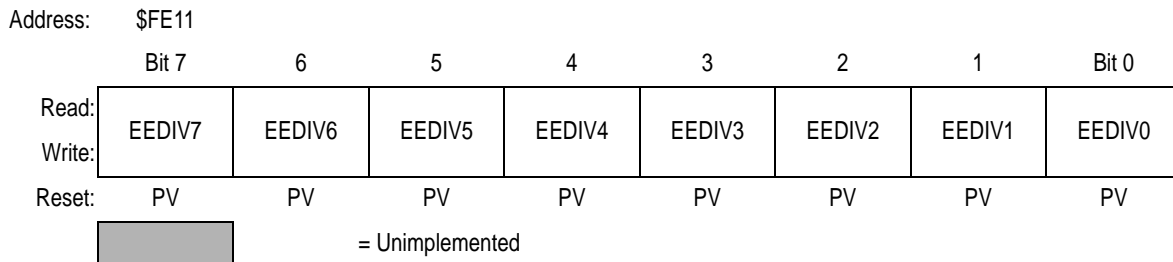 Address: $FE11
Bit 7 6 5 4 3 2 1 Bit 0
Read:
EEDIV7 EEDIV6 EEDIV5 EEDIV4 EEDIV3 EEDIV2 EEDIV1 EEDIV0
Write:
Reset: PV PV PV PV PV PV PV PV
= Unimplemented